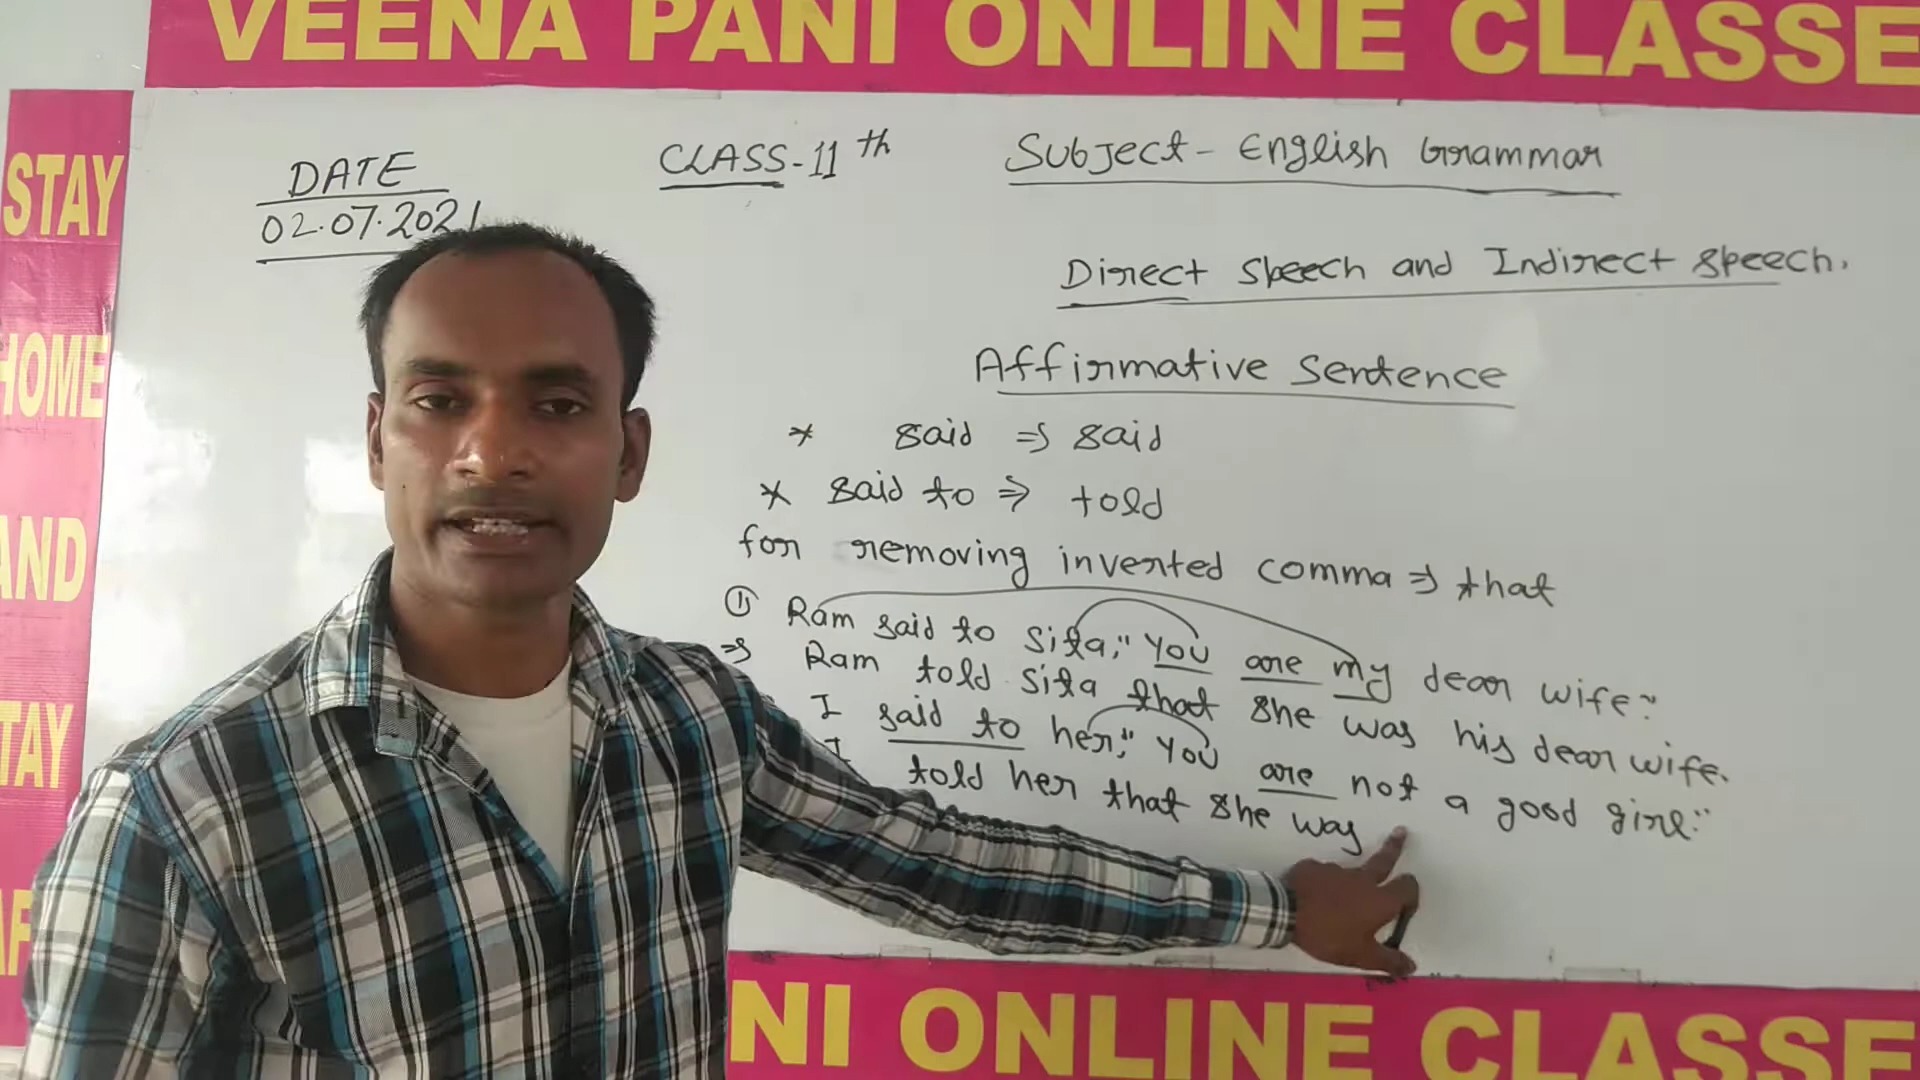 VEENA PANI ONLINE CLASSE
STAY
HOME
AND
TAY
AF
DATE
02.07.2021
CLASS-11th
Subject- English Grammar
Direct Speech and Indirect Speech.
Affirmative Sentence
* said ⇒ said
* said to ⇒ told
for removing inverted comma ⇒ that
① Ram said to Sita," You are my dear wife."
⇒ Ram told Sita that she was his dear wife.
I said to her," You are not a good girl."
I told her that she was
NI ONLINE CLASSE